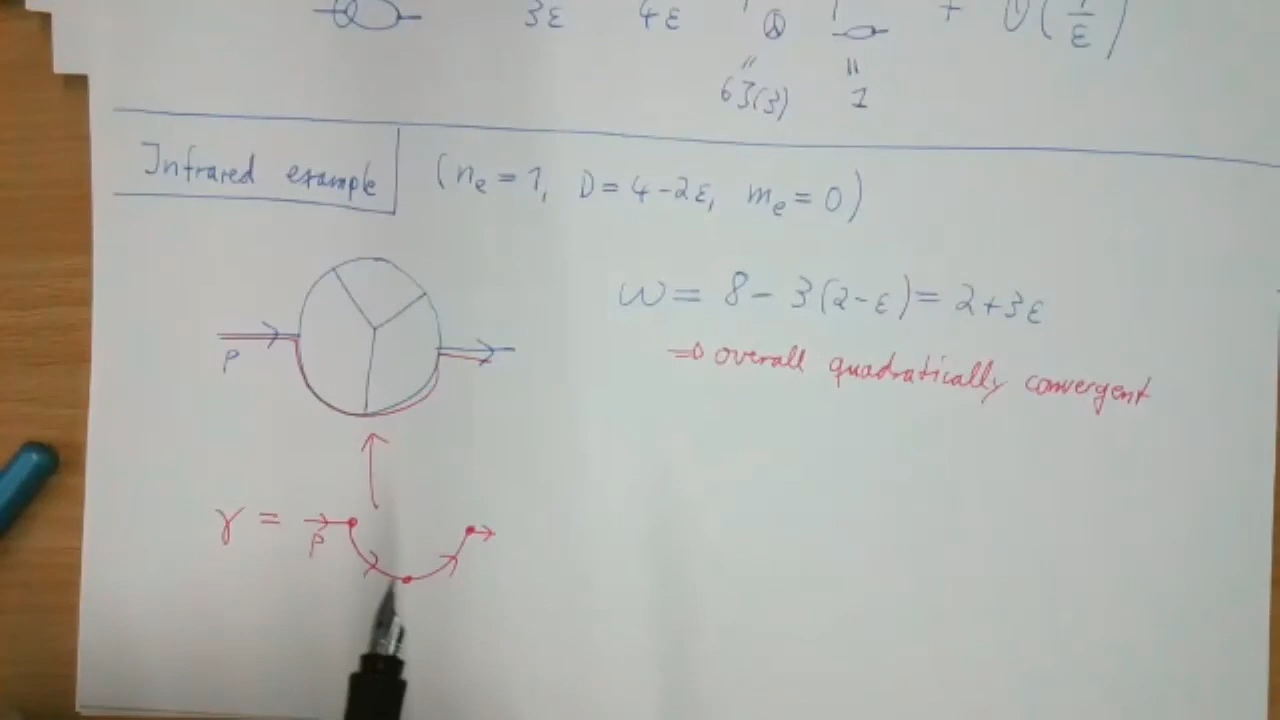 3ε 4ε + O(1/ε)
" "
6ζ(3) 1
Infrared example (n_e = 1, D = 4 - 2ε, m_e = 0)
ω = 8 - 3(2-ε) = 2 + 3ε
⇒ overall quadratically convergent
p
γ = p